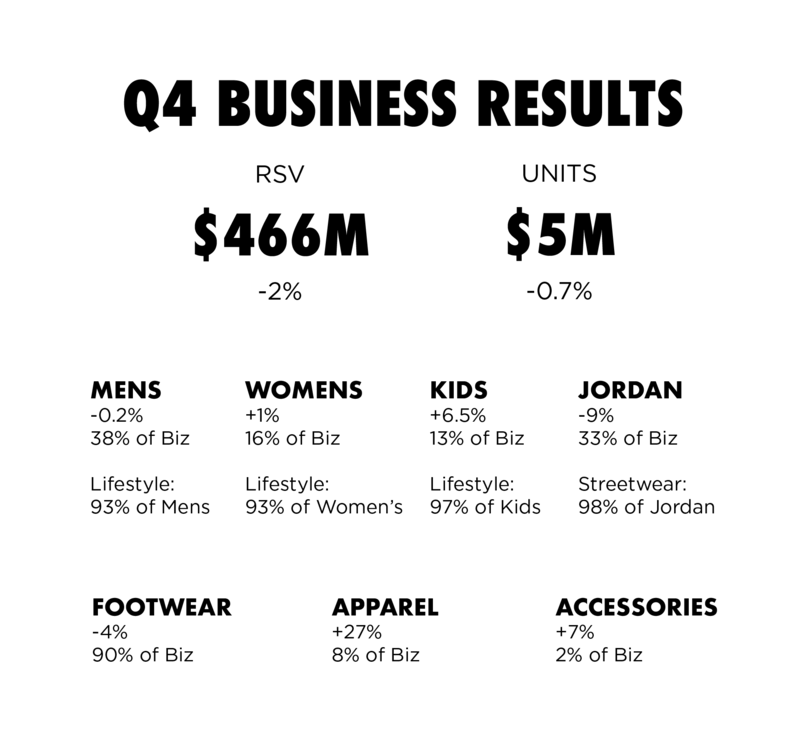 Q4 BUSINESS RESULTS
RSV
$466M
-2%
UNITS
$5M
-0.7%
MENS
-0.2%
38% of Biz
Lifestyle:
93% of Mens
WOMENS
+1%
16% of Biz
Lifestyle:
93% of Women’s
KIDS
+6.5%
13% of Biz
Lifestyle:
97% of Kids
JORDAN
-9%
33% of Biz
Streetwear:
98% of Jordan
FOOTWEAR
-4%
90% of Biz
APPAREL
+27%
8% of Biz
ACCESSORIES
+7%
2% of Biz